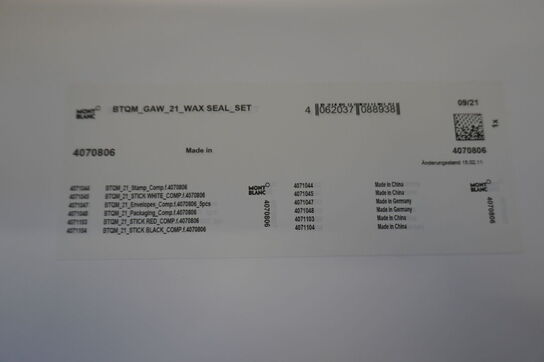 MONT BLANC
BTQM_GAW_21_WAX SEAL_SET
4 062037 088938
09/21
4070806
Made in
1x
4070806
Änderungsstand 15.02.11
4071044 BTQM_21_Stamp_Comp.f.4070806
4071045 BTQM_21_STICK WHITE_COMP.f.4070806
4071047 BTQM_21_Envelopes_Comp.f.4070806_5pcs
4071048 BTQM_21_Packaging_Comp.f.4070806
4071103 BTQM_21_STICK RED_COMP.f.4070806
4071104 BTQM_21_STICK BLACK_COMP.f.4070806
MONT BLANC
4070806
4071044 Made in China
4071045 Made in China
4071047 Made in Germany
4071048 Made in Germany
4071103 Made in China
4071104 Made in China
MONT BLANC
4070806